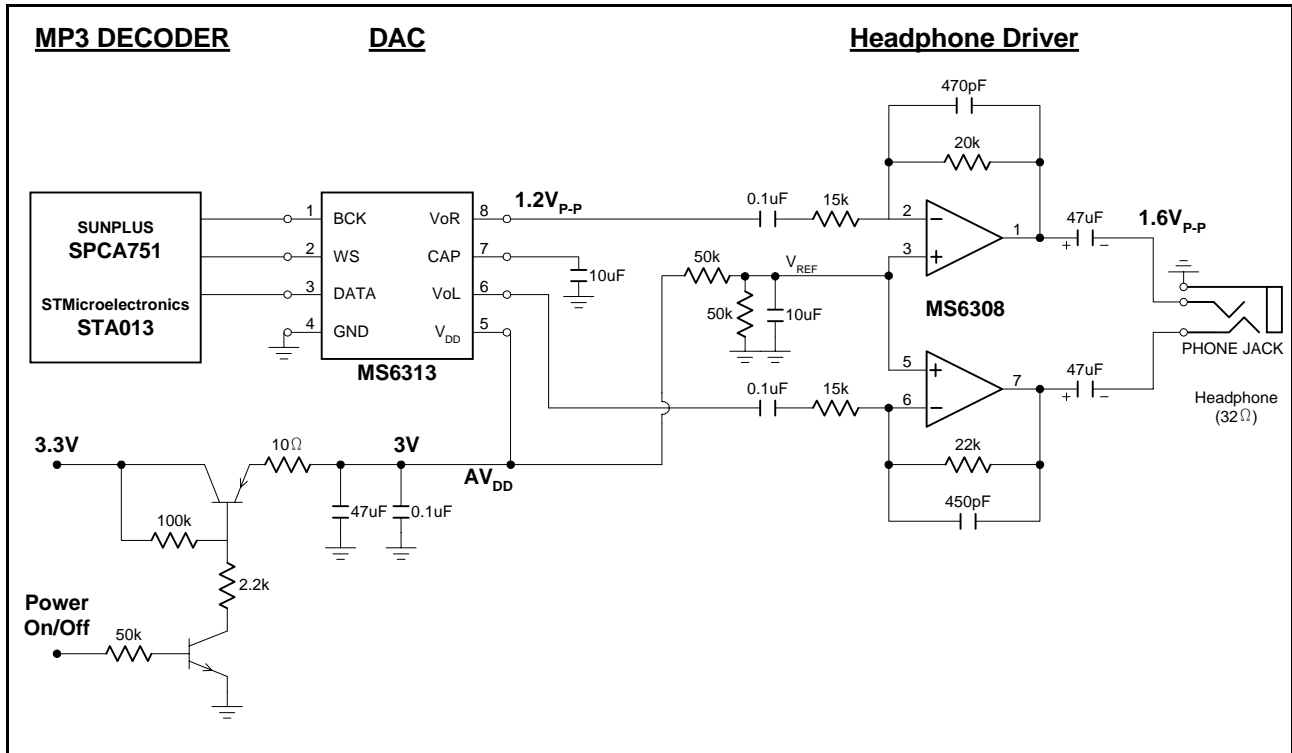 MP3 DECODER
DAC
Headphone Driver
470pF
20k
SUNPLUS
SPCA751
STMicroelectronics
STA013
1 BCK VoR 8
2 WS CAP 7
3 DATA VoL 6
4 GND VDD 5
MS6313
1.2VP-P
10uF
0.1uF
15k
2
3
1
47uF
1.6VP-P
50k
VREF
50k
10uF
MS6308
PHONE JACK
Headphone
(32Ω)
0.1uF
15k
5
6
7
47uF
22k
450pF
3.3V
10Ω
3V
AVDD
47uF
0.1uF
100k
2.2k
Power
On/Off
50k
+ −
+ −
− +
+ −